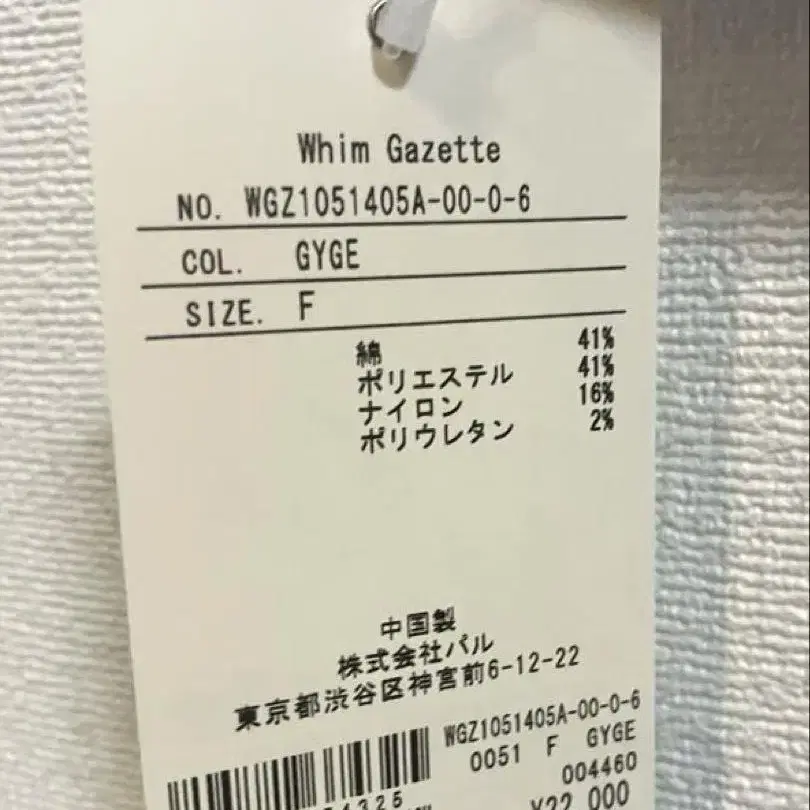 Whim Gazette
NO. WGZ1051405A-00-0-6
COL. GYGE
SIZE. F
綿 41%
ポリエステル 41%
ナイロン 16%
ポリウレタン 2%
中国製
株式会社パル
東京都渋谷区神宮前6-12-22
WGZ1051405A-00-0-6
0051 F GYGE
004460
¥22,000